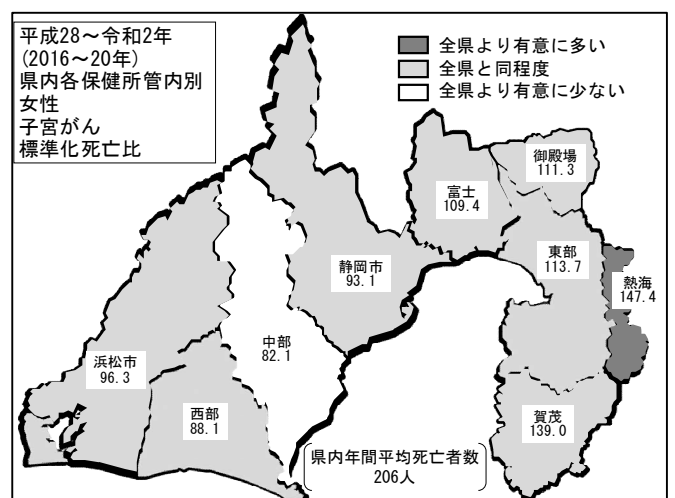 平成28～令和2年
(2016～20年)
県内各保健所管内別
女性
子宮がん
標準化死亡比
全県より有意に多い
全県と同程度
全県より有意に少ない
御殿場
111.3
富士
109.4
東部
113.7
熱海
147.4
静岡市
93.1
中部
82.1
浜松市
96.3
西部
88.1
賀茂
139.0
県内年間平均死亡者数
206人